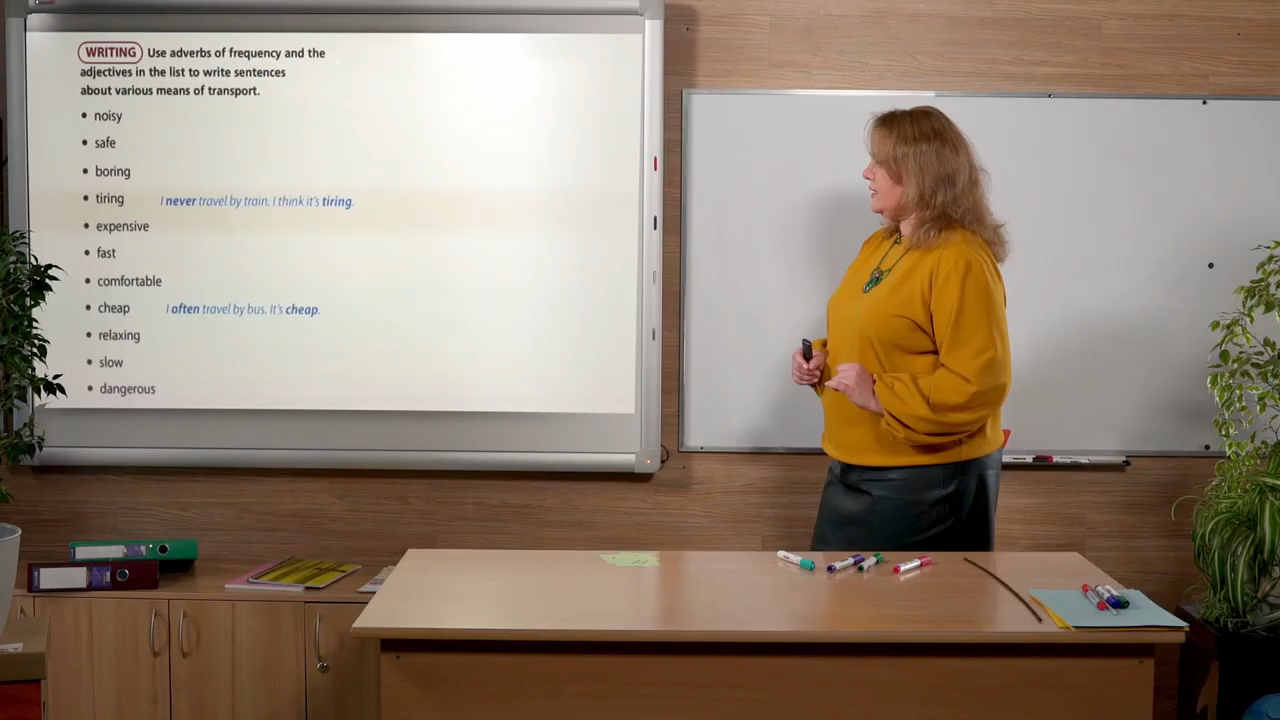 WRITING Use adverbs of frequency and the
adjectives in the list to write sentences
about various means of transport.
• noisy
• safe
• boring
• tiring I never travel by train. I think it's tiring.
• expensive
• fast
• comfortable
• cheap I often travel by bus. It's cheap.
• relaxing
• slow
• dangerous